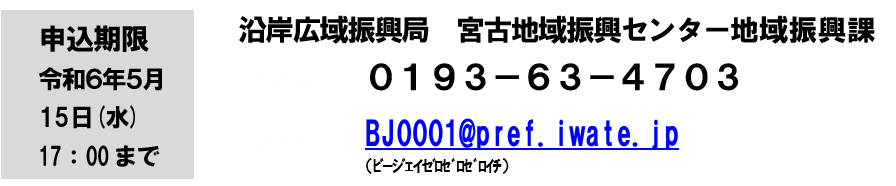 申込期限
令和6年5月
15日(水)
17：00まで
沿岸広域振興局　宮古地域振興センター地域振興課
０１９３－６３－４７０３
BJ0001@pref.iwate.jp
（ビージェイゼロゼロゼロイチ）